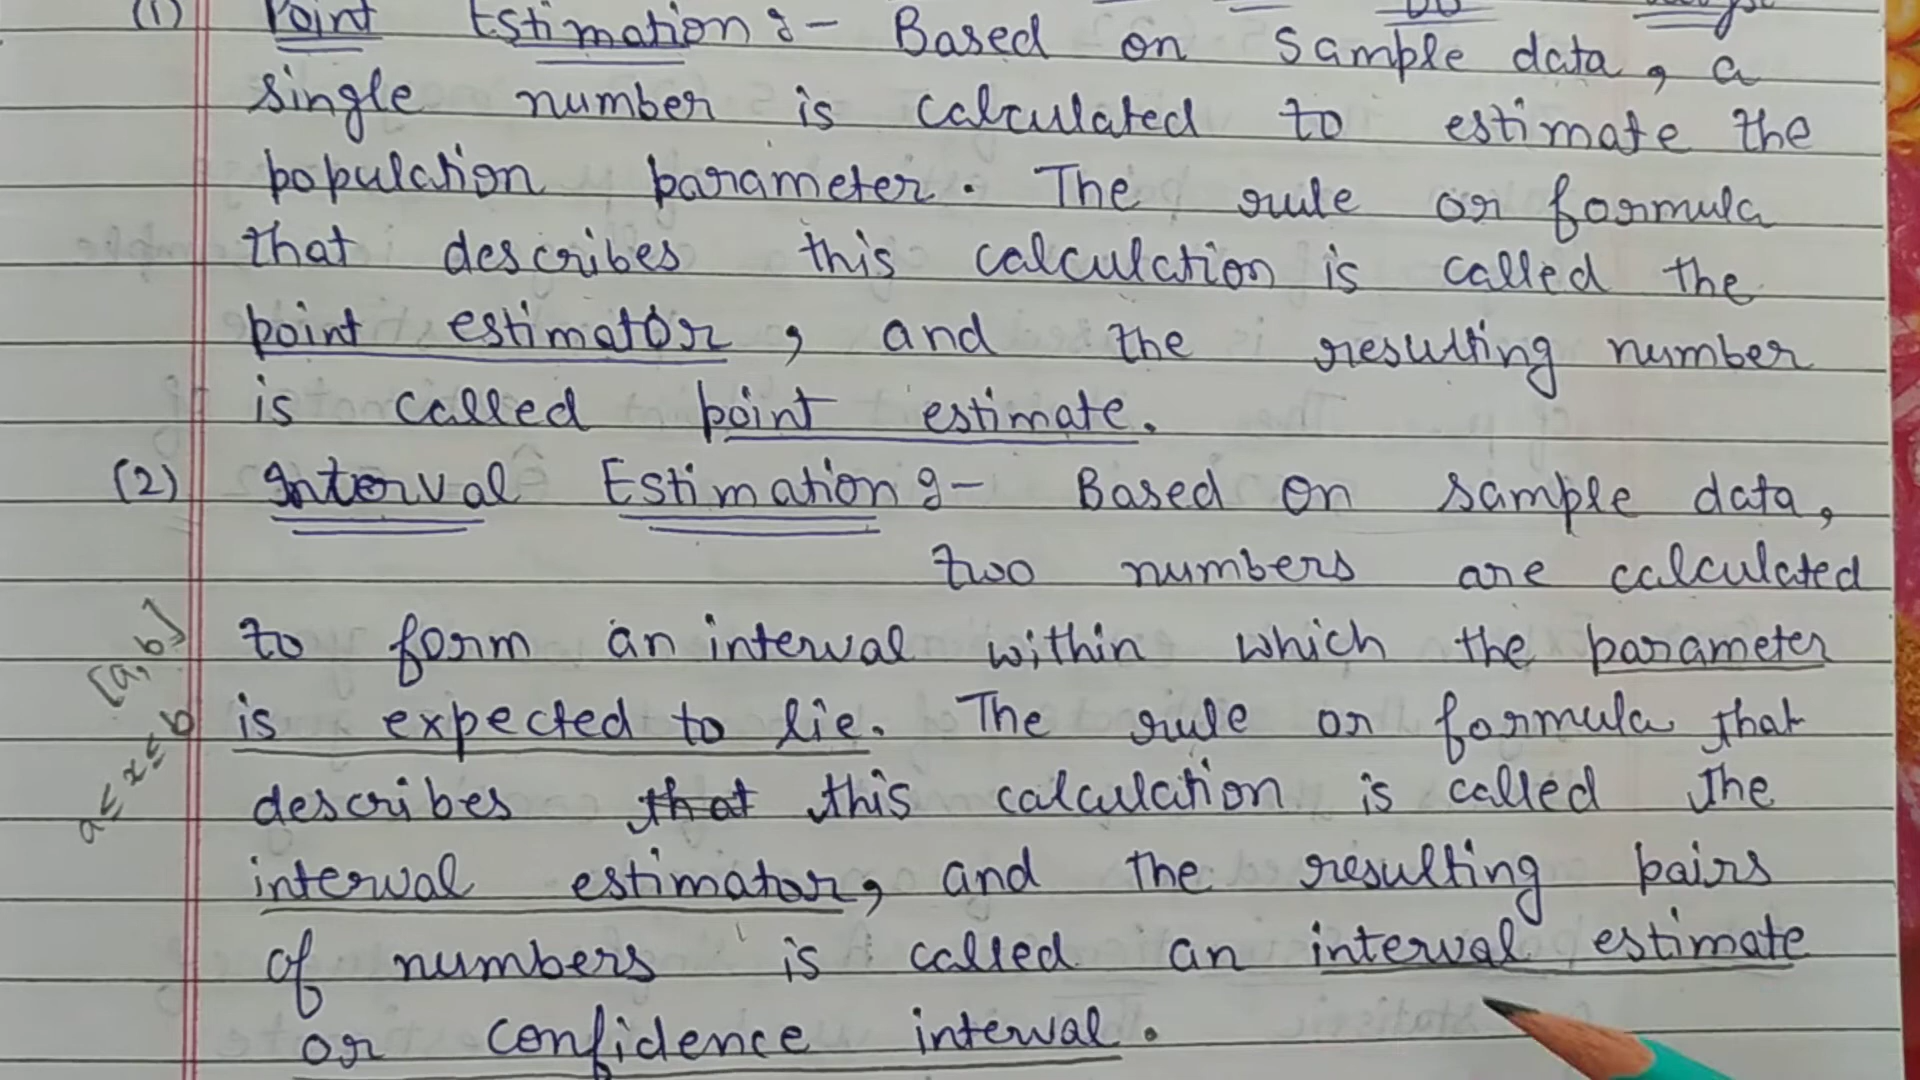 (1) Point Estimation :- Based on sample data, a
single number is calculated to estimate the
population parameter. The rule or formula
that describes this calculation is called the
point estimator, and the resulting number
is called point estimate.
(2) Interval Estimation :- Based on sample data,
two numbers are calculated
to form an interval within which the parameter
is expected to lie. The rule or formula that
describes that this calculation is called the
interval estimator, and the resulting pairs
of numbers is called an interval estimate
or confidence interval.
[a, b]
a ≤ x ≤ b